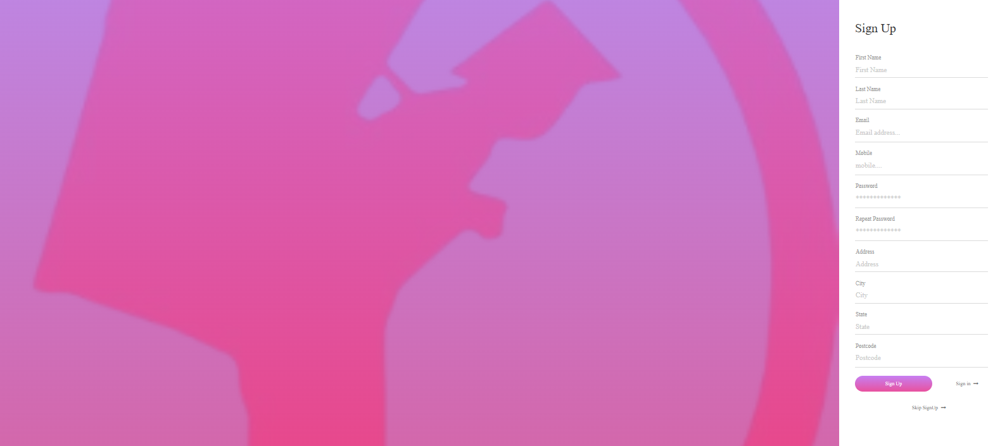 Sign Up
First Name
First Name
Last Name
Last Name
Email
Email address...
Mobile
mobile....
Password
*************
Repeat Password
*************
Address
Address
City
City
State
State
Postcode
Postcode
Sign Up
Sign in →
Skip SignUp →